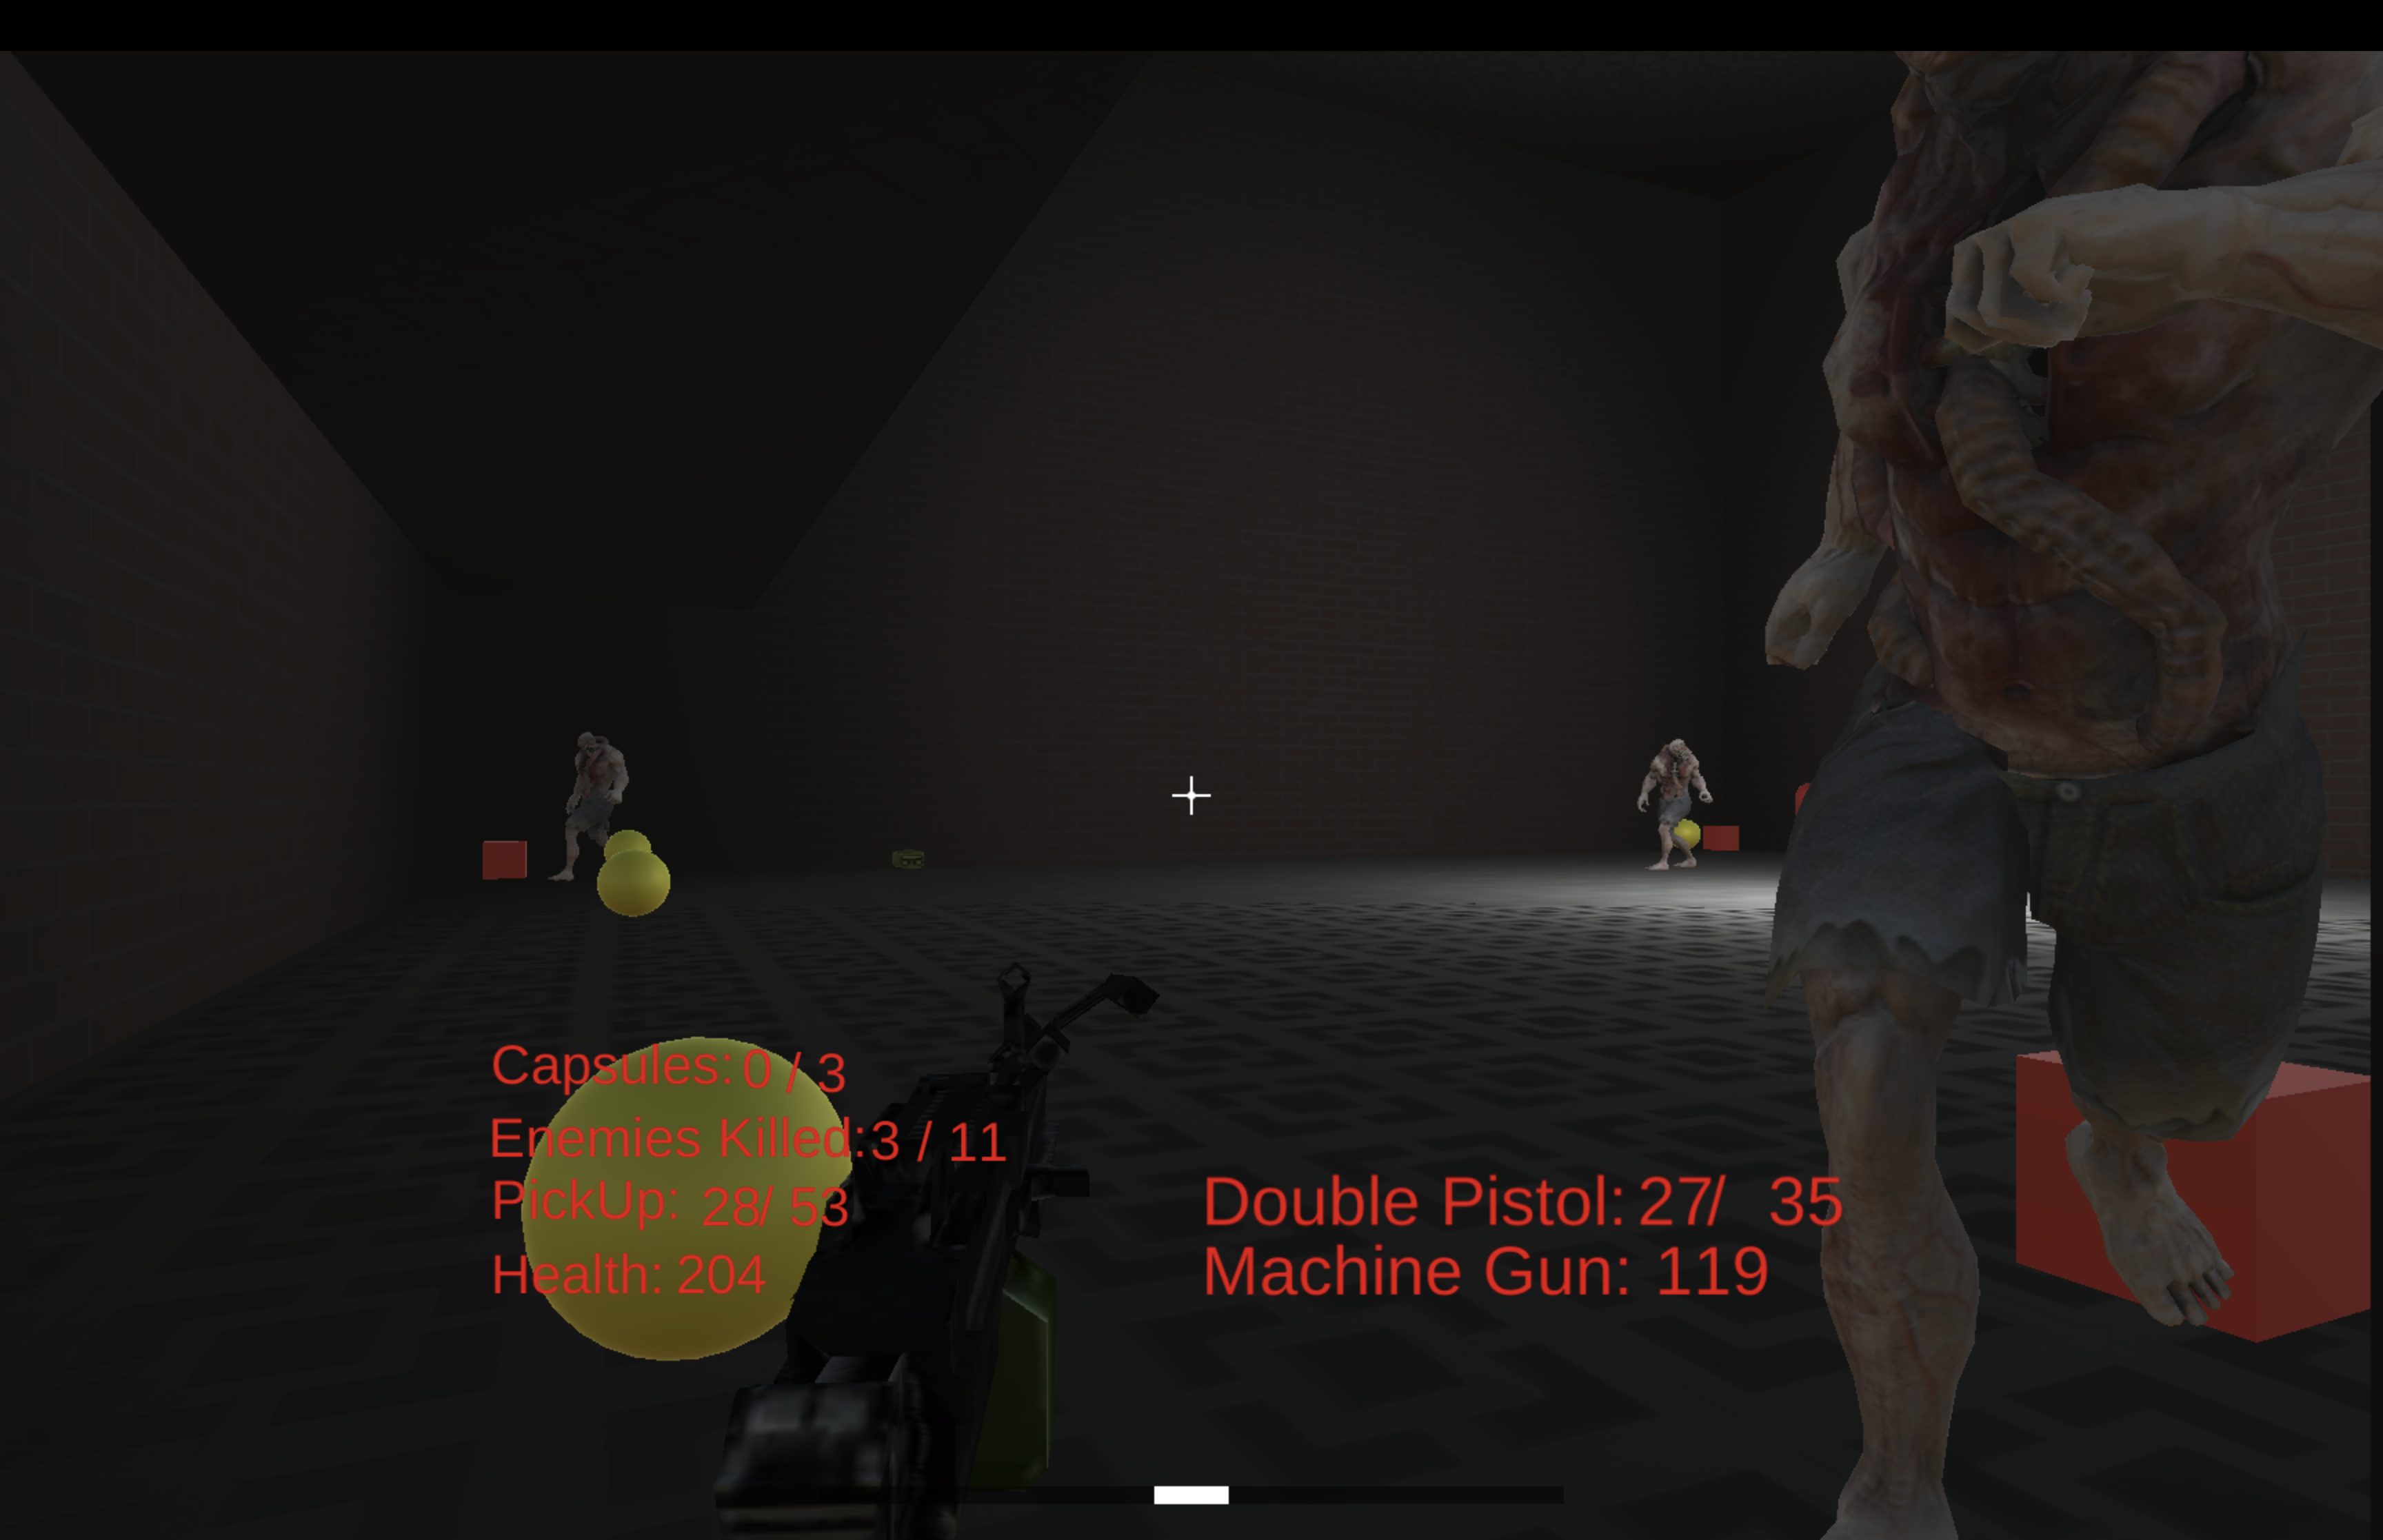 Capsules: 0 / 3
Enemies Killed:3 / 11
PickUp: 28/ 53
Health: 204
Double Pistol: 27/ 35
Machine Gun: 119